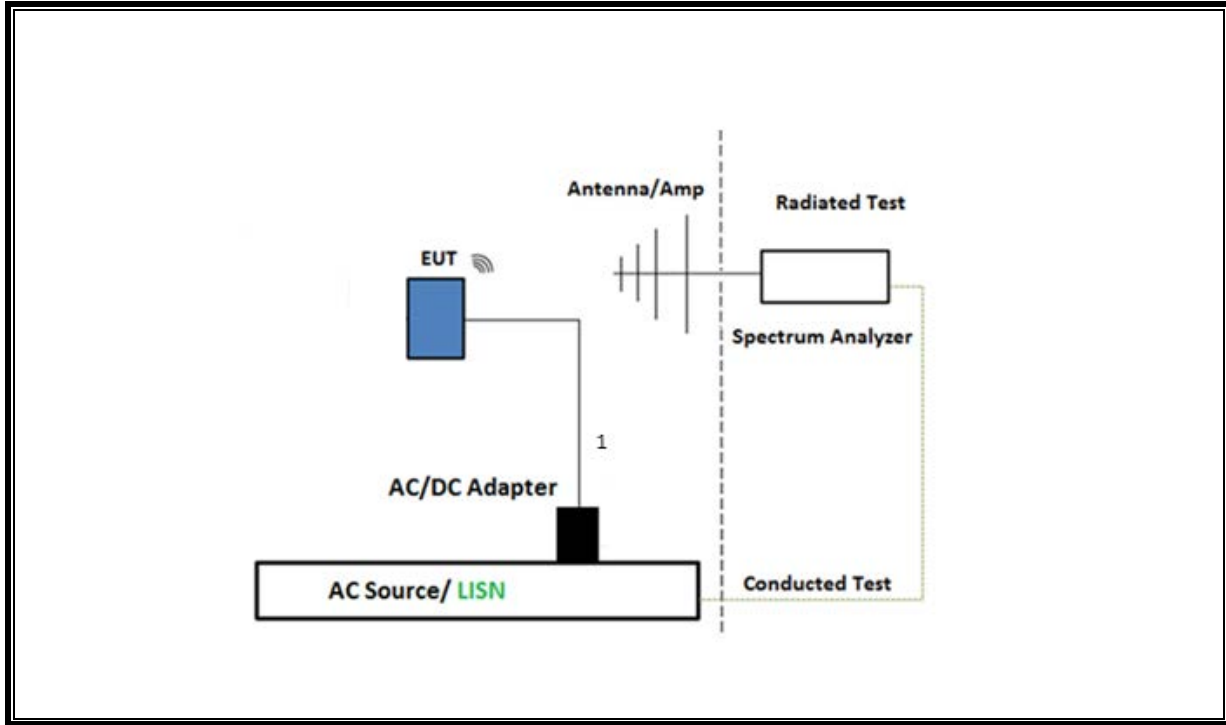 Antenna/Amp
Radiated Test
EUT
Spectrum Analyzer
1
AC/DC Adapter
AC Source/ LISN
Conducted Test